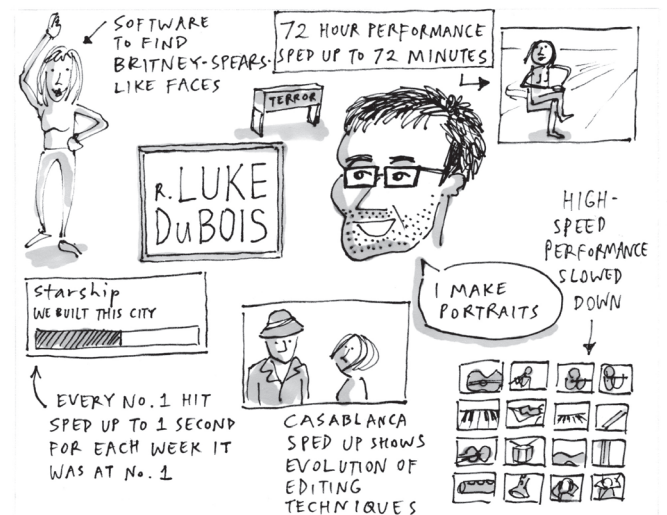 SOFTWARE
TO FIND
BRITNEY-SPEARS-
LIKE FACES
72 HOUR PERFORMANCE
SPED UP TO 72 MINUTES
TERROR
R. LUKE
DuBOIS
HIGH-
SPEED
PERFORMANCE
SLOWED
DOWN
I MAKE
PORTRAITS
Starship
WE BUILT THIS CITY
EVERY NO. 1 HIT
SPED UP TO 1 SECOND
FOR EACH WEEK IT
WAS AT No. 1
CASABLANCA
SPED UP SHOWS
EVOLUTION OF
EDITING
TECHNIQUES